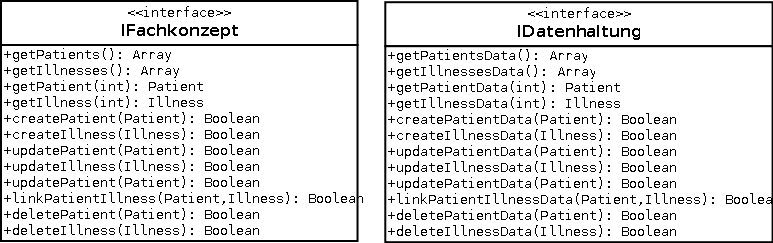 <<interface>>
IFachkonzept
+getPatients(): Array
+getIllnesses(): Array
+getPatient(int): Patient
+getIllness(int): Illness
+createPatient(Patient): Boolean
+createIllness(Illness): Boolean
+updatePatient(Patient): Boolean
+updateIllness(Illness): Boolean
+updatePatient(Patient): Boolean
+linkPatientIllness(Patient,Illness): Boolean
+deletePatient(Patient): Boolean
+deleteIllness(Illness): Boolean
<<interface>>
IDatenhaltung
+getPatientsData(): Array
+getIllnessesData(): Array
+getPatientData(int): Patient
+getIllnessData(int): Illness
+createPatientData(Patient): Boolean
+createIllnessData(Illness): Boolean
+updatePatientData(Patient): Boolean
+updateIllnessData(Illness): Boolean
+updatePatientData(Patient): Boolean
+linkPatientIllnessData(Patient,Illness): Boolea
+deletePatientData(Patient): Boolean
+deleteIllnessData(Illness): Boolean